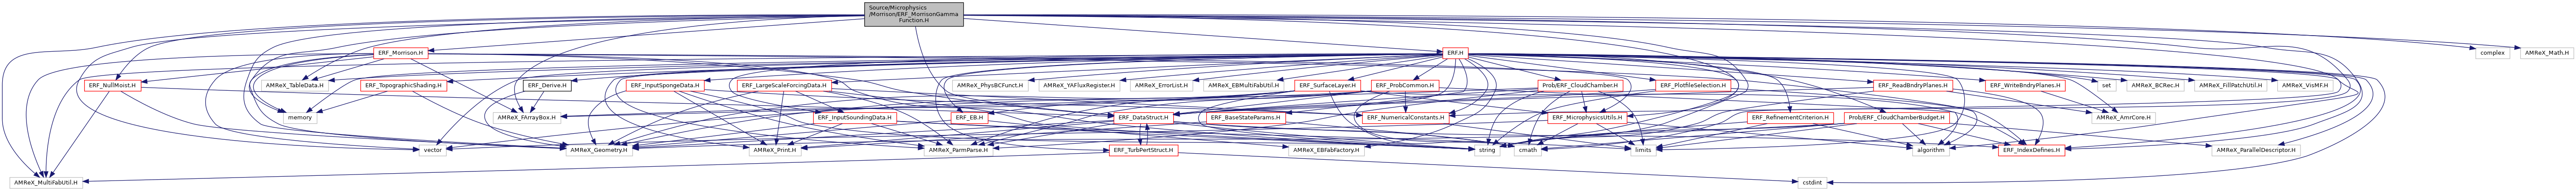 Source/Microphysics
/Morrison/ERF_MorrisonGamma
Function.H
ERF_Morrison.H
ERF.H
complex
AMReX_Math.H
ERF_NullMoist.H
AMReX_TableData.H
ERF_TopographicShading.H
ERF_Derive.H
ERF_InputSpongeData.H
ERF_LargeScaleForcingData.H
AMReX_PhysBCFunct.H
AMReX_YAFluxRegister.H
AMReX_ErrorList.H
AMReX_EBMultiFabUtil.H
ERF_SurfaceLayer.H
ERF_ProbCommon.H
Prob/ERF_CloudChamber.H
ERF_PlotfileSelection.H
ERF_ReadBndryPlanes.H
ERF_WriteBndryPlanes.H
set
AMReX_BCRec.H
AMReX_FillPatchUtil.H
AMReX_VisMF.H
memory
AMReX_FArrayBox.H
ERF_InputSoundingData.H
ERF_EB.H
ERF_DataStruct.H
ERF_BaseStateParams.H
ERF_NumericalConstants.H
ERF_MicrophysicsUtils.H
ERF_RefinementCriterion.H
Prob/ERF_CloudChamberBudget.H
AMReX_AmrCore.H
vector
AMReX_Geometry.H
AMReX_Print.H
AMReX_ParmParse.H
ERF_TurbPertStruct.H
AMReX_EBFabFactory.H
string
cmath
limits
algorithm
ERF_IndexDefines.H
AMReX_ParallelDescriptor.H
AMReX_MultiFabUtil.H
cstdint